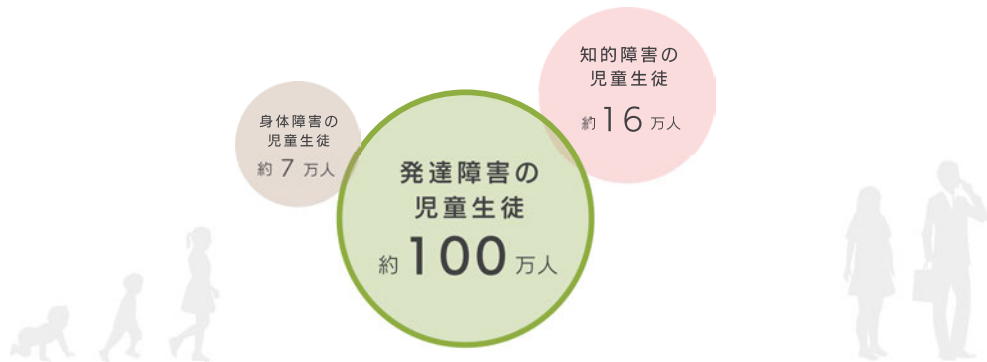 身体障害の
児童生徒
約7万人
発達障害の
児童生徒
約100万人
知的障害の
児童生徒
約16万人